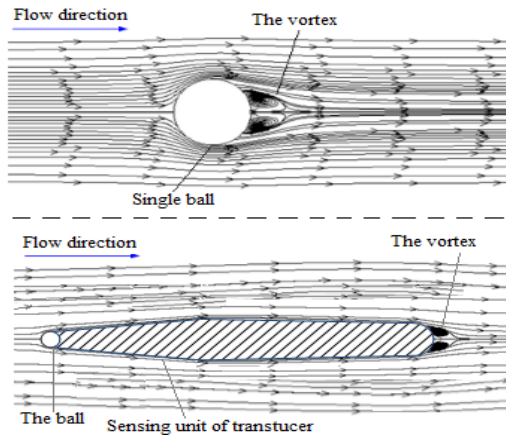 Flow direction
The vortex
Single ball
Flow direction
The vortex
The ball
Sensing unit of transtucer